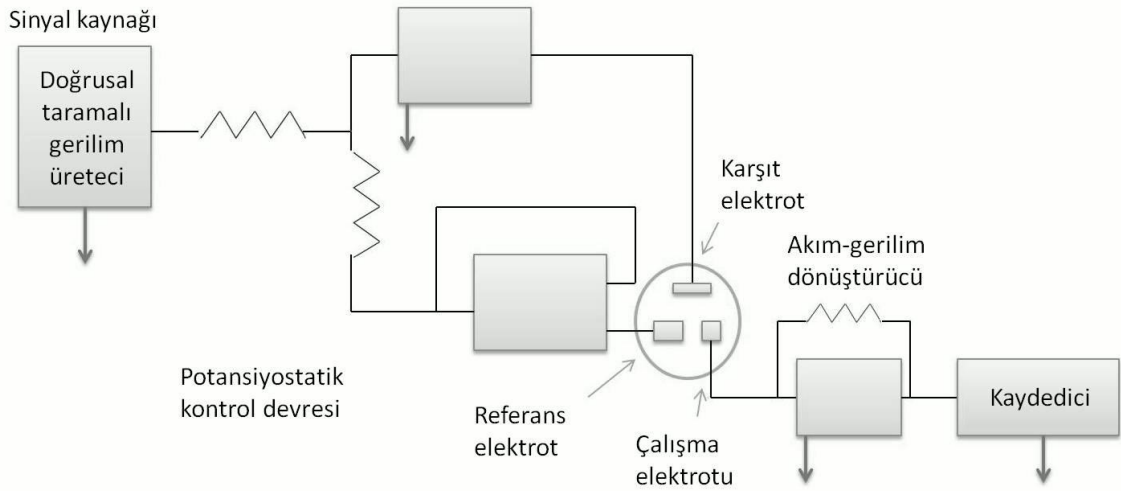 Sinyal kaynağı
Doğrusal
taramalı
gerilim
üreteci
Karşıt
elektrot
Akım-gerilim
dönüştürücü
Potansiyostatik
kontrol devresi
Referans
elektrot
Çalışma
elektrotu
Kaydedici